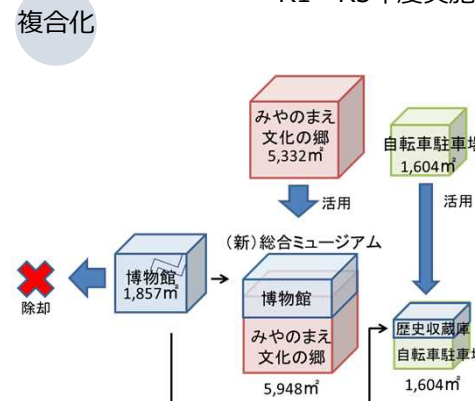 複合化
みやのまえ
文化の郷
5,332㎡
自転車駐車場
1,604㎡
活用
活用
(新)総合ミュージアム
博物館
1,857㎡
除却
博物館
みやのまえ
文化の郷
5,948㎡
歴史収蔵庫
自転車駐車場
1,604㎡